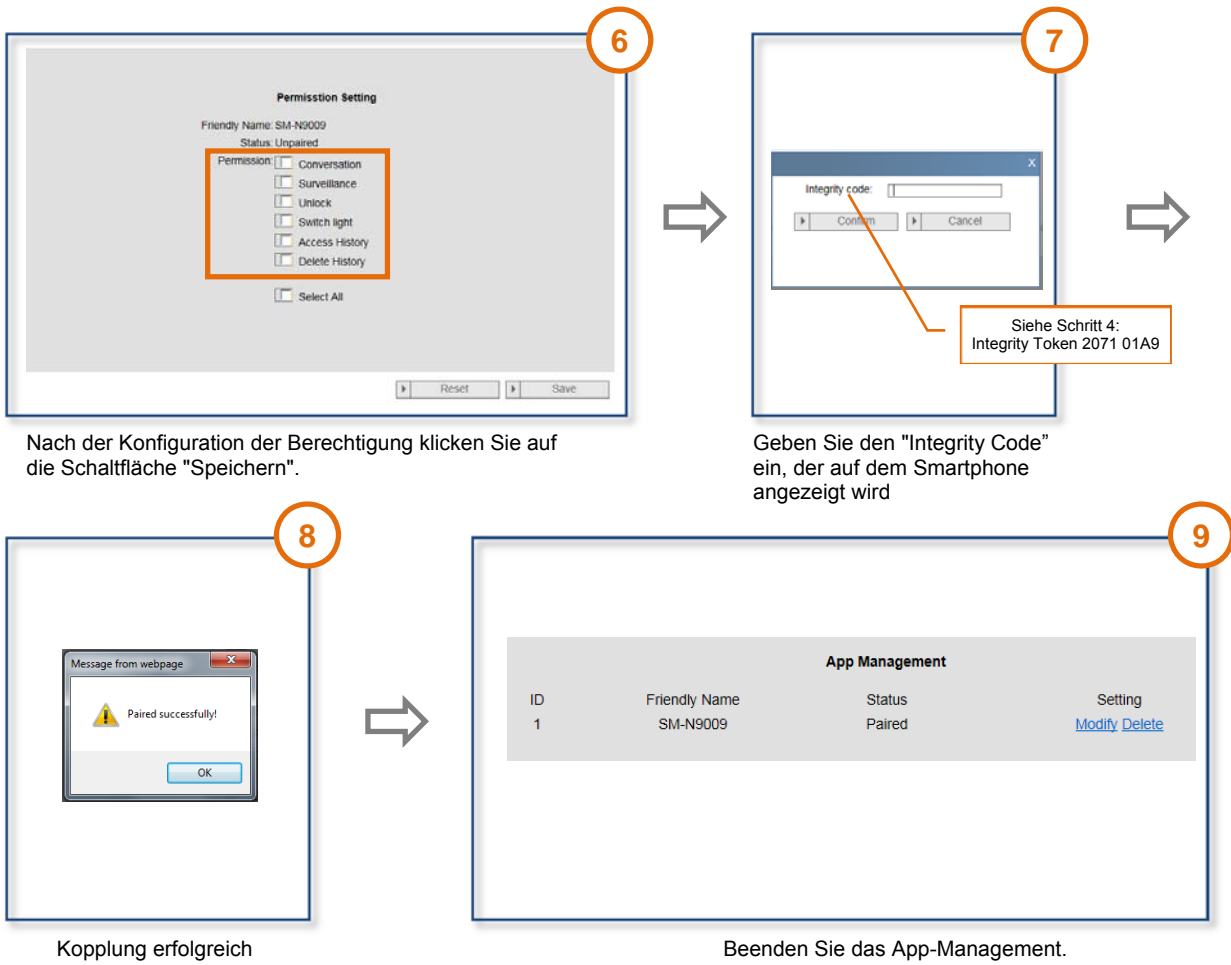 6
Permisstion Setting
Friendly Name: SM-N9009
Status: Unpaired
Permission:
Conversation
Surveillance
Unlock
Switch light
Access History
Delete History
Select All
Reset
Save
Nach der Konfiguration der Berechtigung klicken Sie auf
die Schaltfläche "Speichern".
7
X
Integrity code:
Confirm
Cancel
Siehe Schritt 4:
Integrity Token 2071 01A9
Geben Sie den "Integrity Code”
ein, der auf dem Smartphone
angezeigt wird
8
Message from webpage
x
Paired successfully!
OK
Kopplung erfolgreich
9
App Management
ID Friendly Name Status Setting
1 SM-N9009 Paired Modify Delete
Beenden Sie das App-Management.